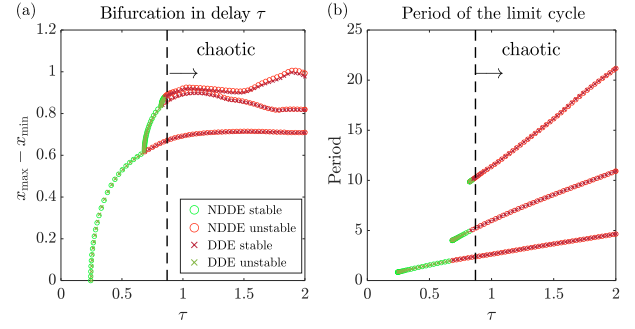 (a) Bifurcation in delay τ
1.2
1
0.8
0.6
0.4
0.2
0
x_max − x_min
chaotic
NDDE stable
NDDE unstable
DDE stable
DDE unstable
0 0.5 1 1.5 2
τ
(b) Period of the limit cycle
25
20
15
10
5
0
Period
chaotic
0 0.5 1 1.5 2
τ